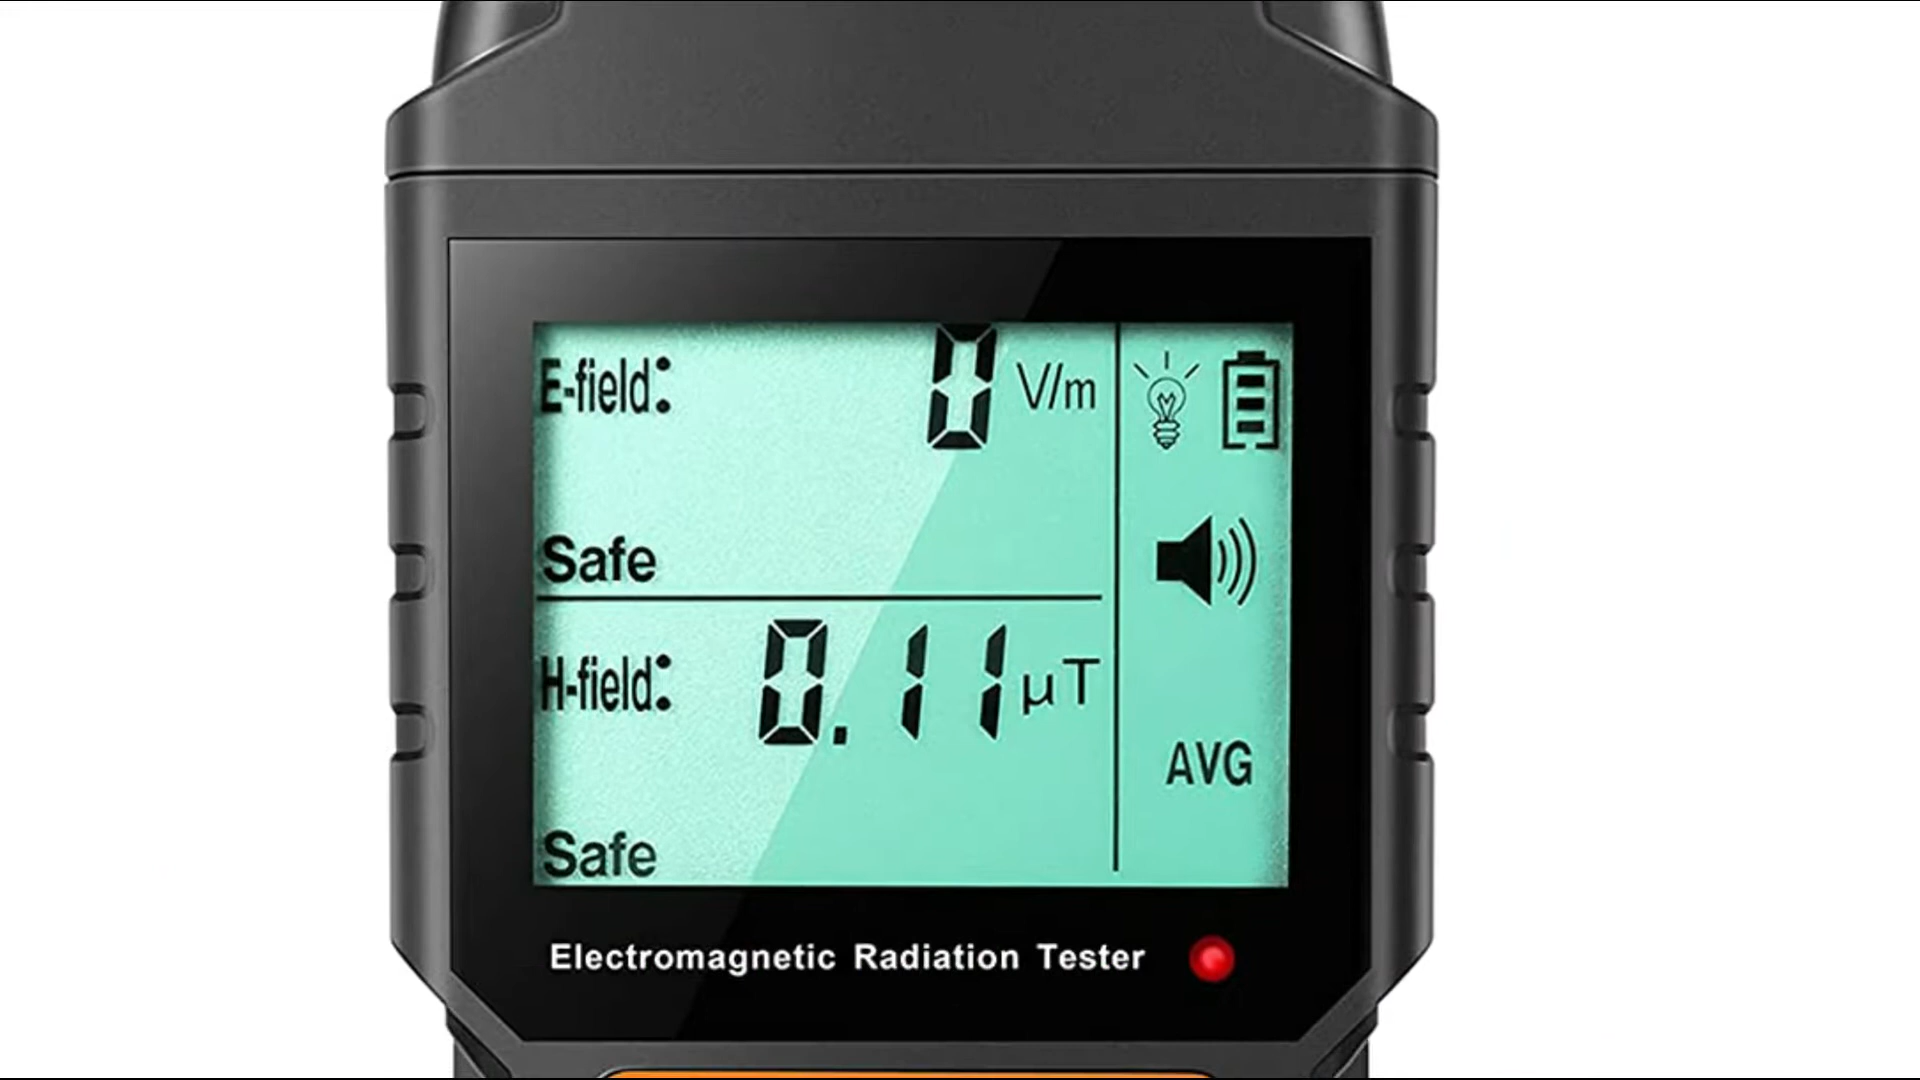 E-field: 0 V/m
Safe
H-field: 0.11 µT
Safe
AVG
Electromagnetic Radiation Tester